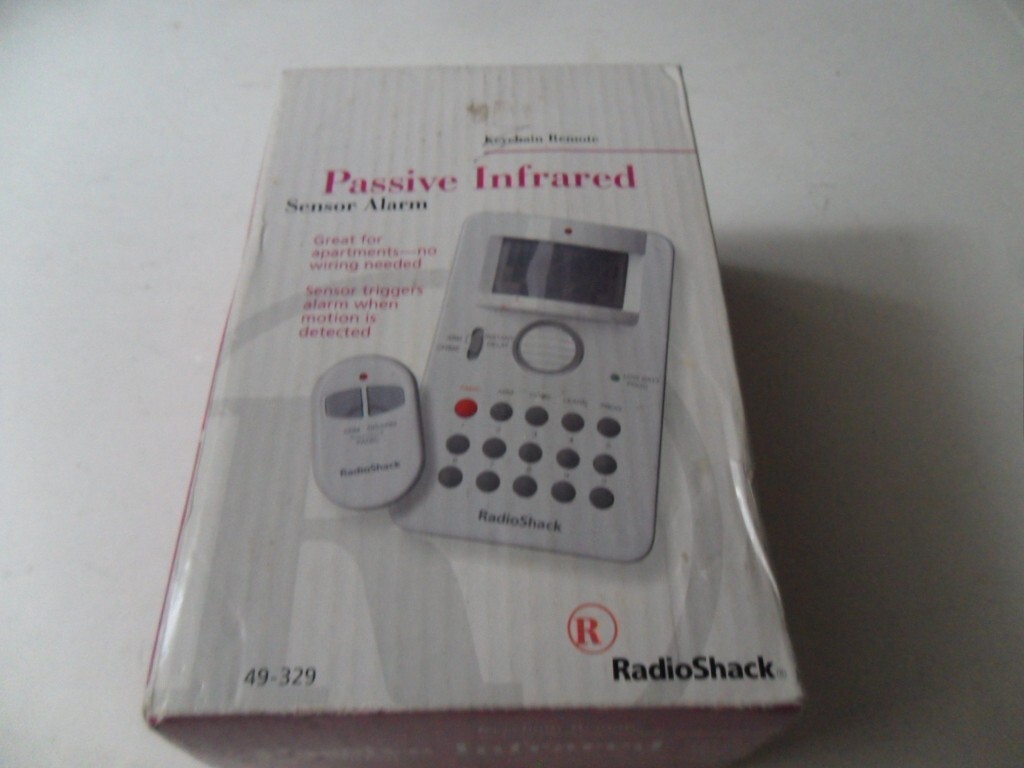 Keychain Remote
Passive Infrared
Sensor Alarm
Great for
apartments—no
wiring needed
Sensor triggers
alarm when
motion is
detected
RadioShack
RadioShack
R
49-329
RadioShack